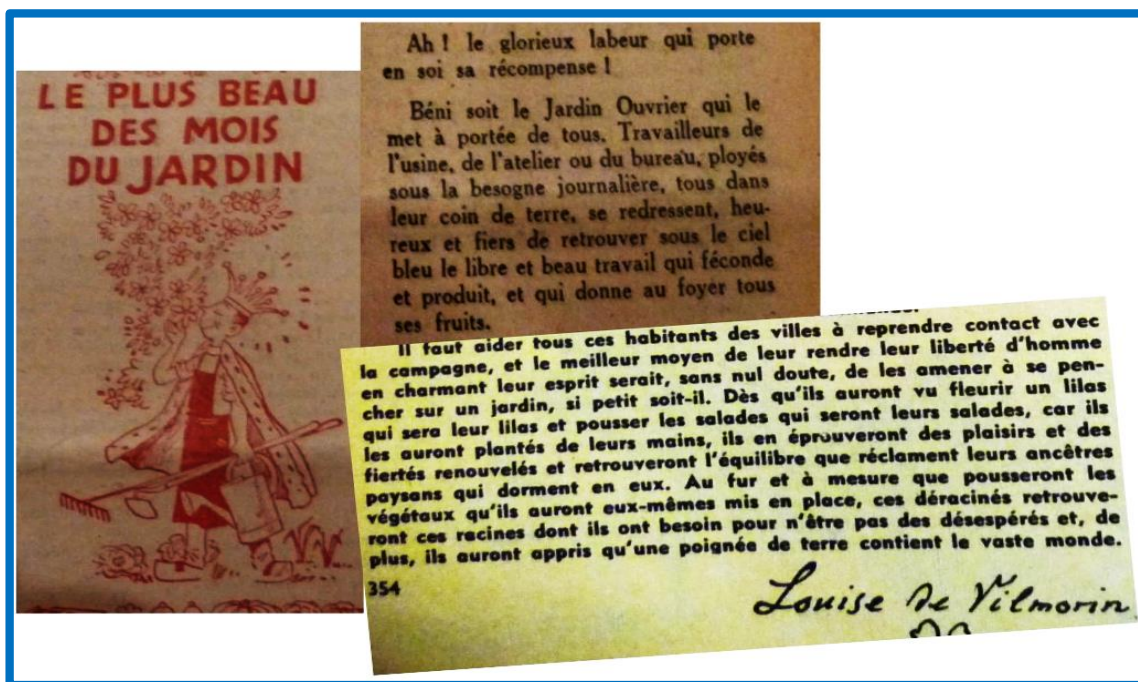 LE PLUS BEAU
DES MOIS
DU JARDIN
Ah ! le glorieux labeur qui porte
en soi sa récompense !
Béni soit le Jardin Ouvrier qui le
met à portée de tous. Travailleurs de
l'usine, de l'atelier ou du bureau, ployés
sous la besogne journalière, tous dans
leur coin de terre, se redressent, heu-
reux et fiers de retrouver sous le ciel
bleu le libre et beau travail qui féconde
et produit, et qui donne au foyer tous
ses fruits.
Il faut aider tous ces habitants des villes à reprendre contact avec
la campagne, et le meilleur moyen de leur rendre leur liberté d'homme
en charmant leur esprit serait, sans nul doute, de les amener à se pen-
cher sur un jardin, si petit soit-il. Dès qu'ils auront vu fleurir un lilas
qui sera leur lilas et pousser les salades qui seront leurs salades, car ils
les auront plantés de leurs mains, ils en éprouveront des plaisirs et des
fiertés renouvelés et retrouveront l'équilibre que réclament leurs ancêtres
paysans qui dorment en eux. Au fur et à mesure que pousseront les
végétaux qu'ils auront eux-mêmes mis en place, ces déracinés retrouve-
ront ces racines dont ils ont besoin pour n'être pas des désespérés et, de
plus, ils auront appris qu'une poignée de terre contient le vaste monde.
354
Louise de Vilmorin